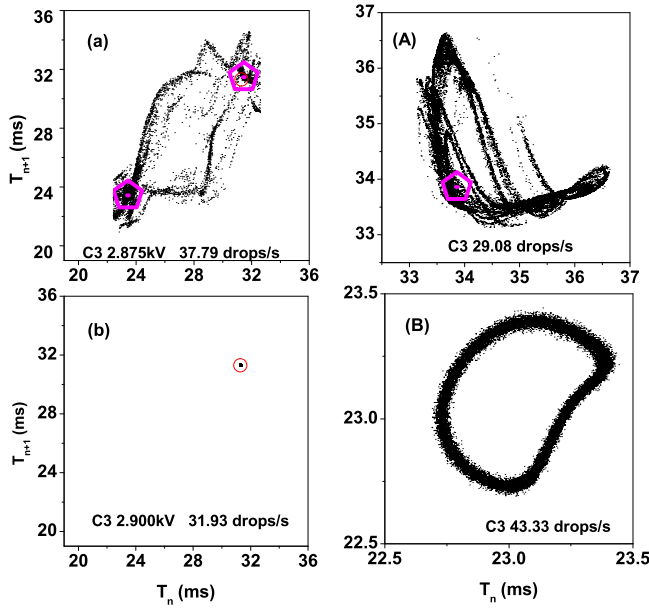 36
32
28
24
20
T_{n+1} (ms)
(a)
C3 2.875kV 37.79 drops/s
20 24 28 32 36
37
36
35
34
33
(A)
C3 29.08 drops/s
33 34 35 36 37
36
32
28
24
20
T_{n+1} (ms)
(b)
C3 2.900kV 31.93 drops/s
20 24 28 32 36
T_n (ms)
23.5
23.0
22.5
(B)
C3 43.33 drops/s
22.5 23.0 23.5
T_n (ms)